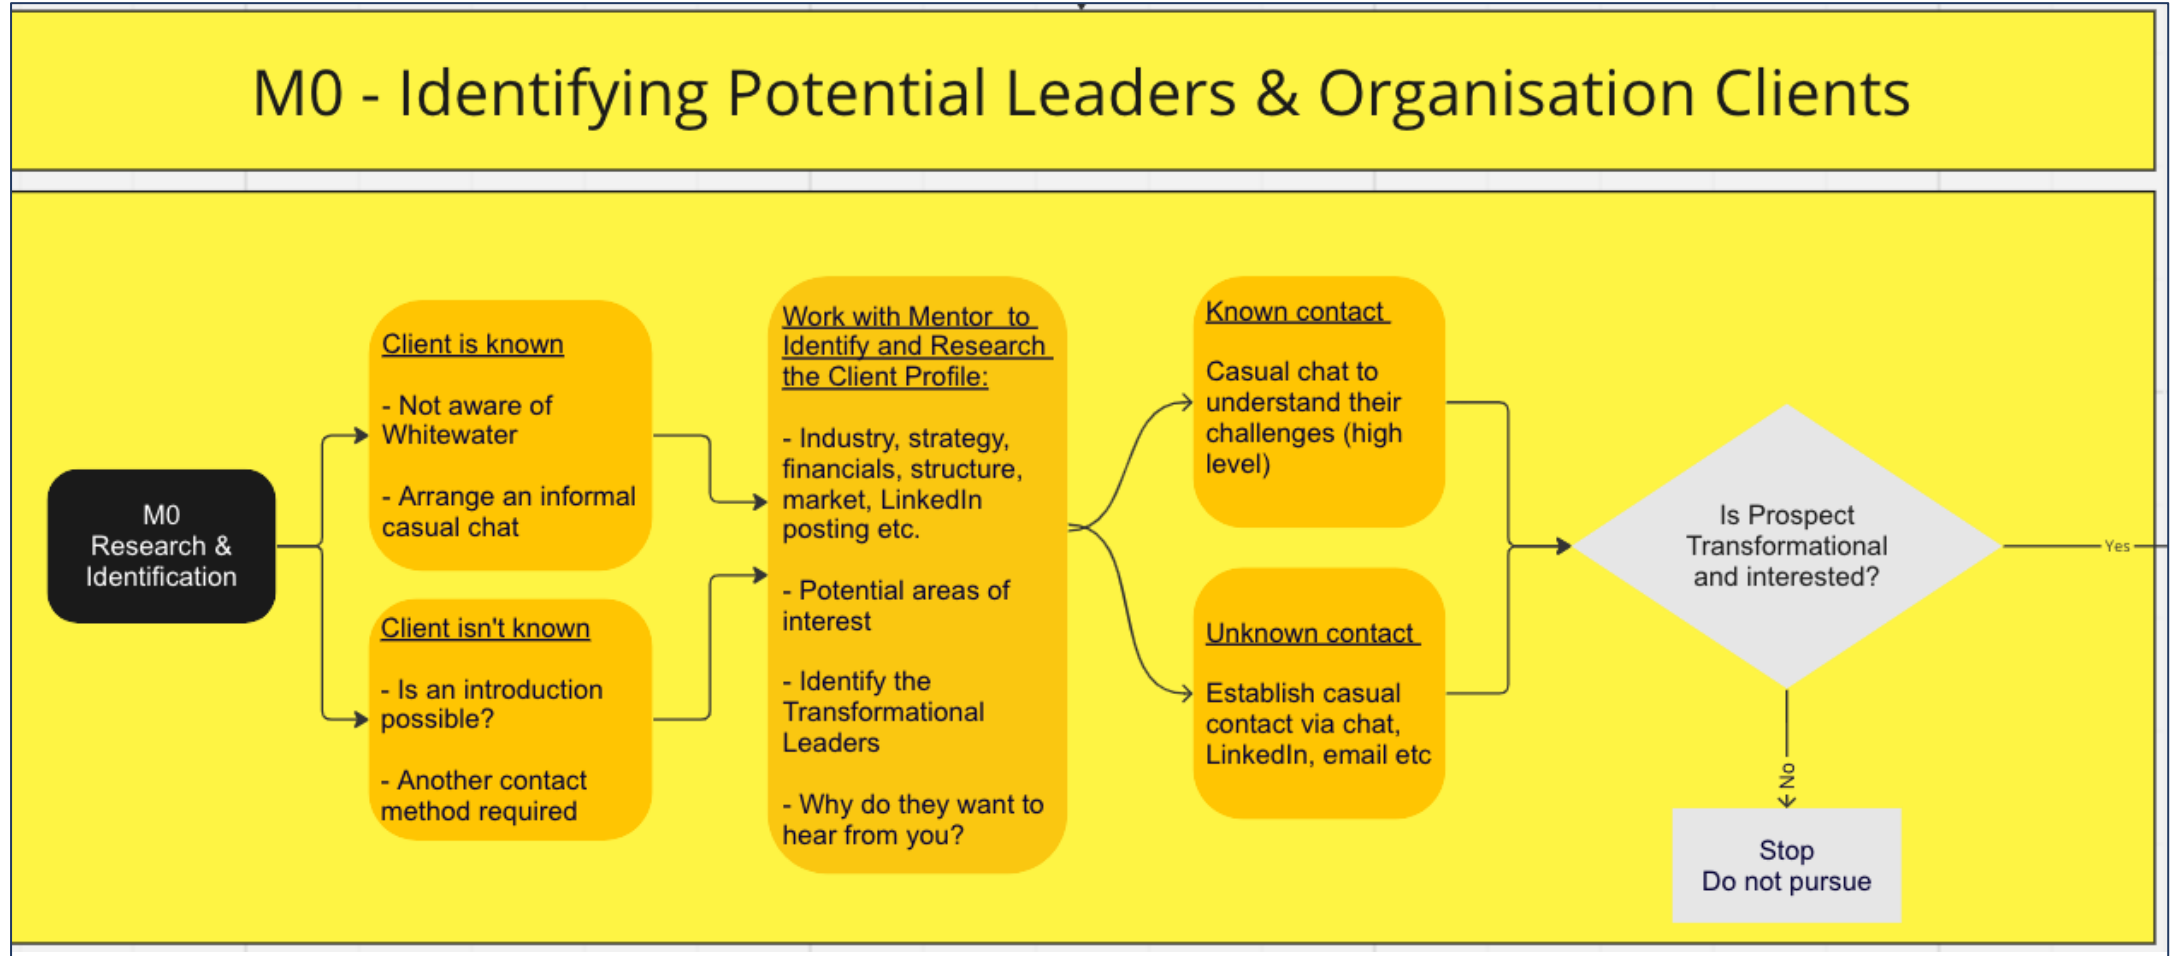 M0 - Identifying Potential Leaders & Organisation Clients
M0
Research &
Identification
Client is known
- Not aware of
Whitewater
- Arrange an informal
casual chat
Client isn't known
- Is an introduction
possible?
- Another contact
method required
Work with Mentor to
Identify and Research
the Client Profile:
- Industry, strategy,
financials, structure,
market, LinkedIn
posting etc.
- Potential areas of
interest
- Identify the
Transformational
Leaders
- Why do they want to
hear from you?
Known contact
Casual chat to
understand their
challenges (high
level)
Unknown contact
Establish casual
contact via chat,
LinkedIn, email etc
Is Prospect
Transformational
and interested?
Yes
No
Stop
Do not pursue